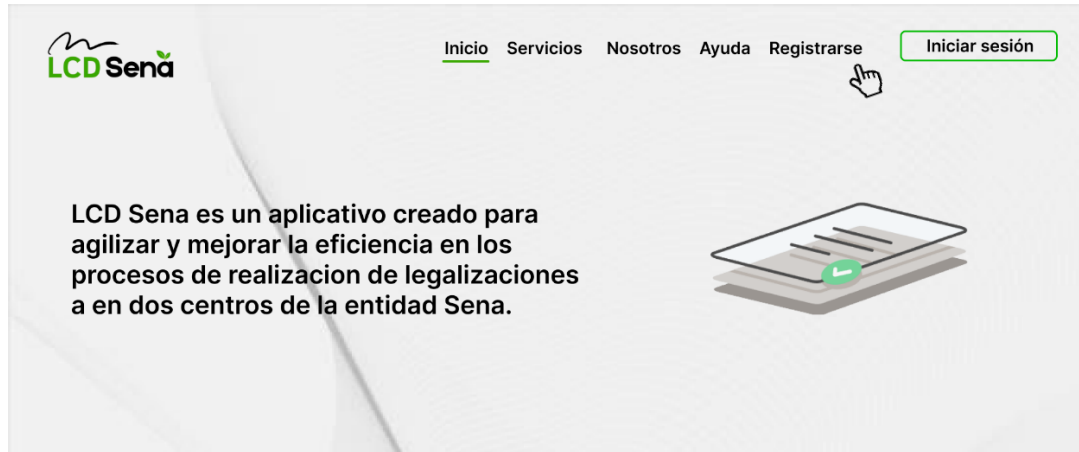 LCD Sena
Inicio Servicios Nosotros Ayuda Registrarse Iniciar sesión
LCD Sena es un aplicativo creado para
agilizar y mejorar la eficiencia en los
procesos de realizacion de legalizaciones
a en dos centros de la entidad Sena.